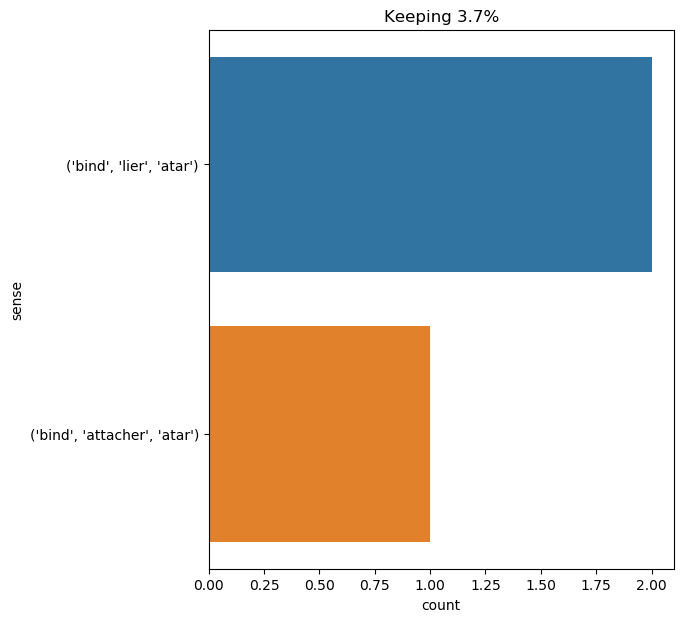 Keeping 3.7%
('bind', 'lier', 'atar')
sense
('bind', 'attacher', 'atar')
0.00 0.25 0.50 0.75 1.00 1.25 1.50 1.75 2.00
count